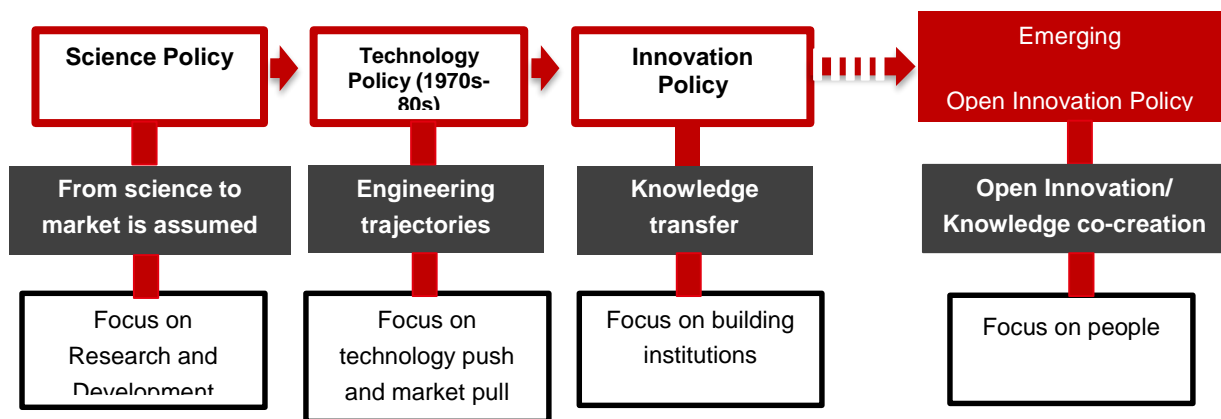 Science Policy
Technology
Policy (1970s-
80s)
Innovation
Policy
Emerging
Open Innovation Policy
From science to
market is assumed
Engineering
trajectories
Knowledge
transfer
Open Innovation/
Knowledge co-creation
Focus on
Research and
Development
Focus on
technology push
and market pull
Focus on building
institutions
Focus on people